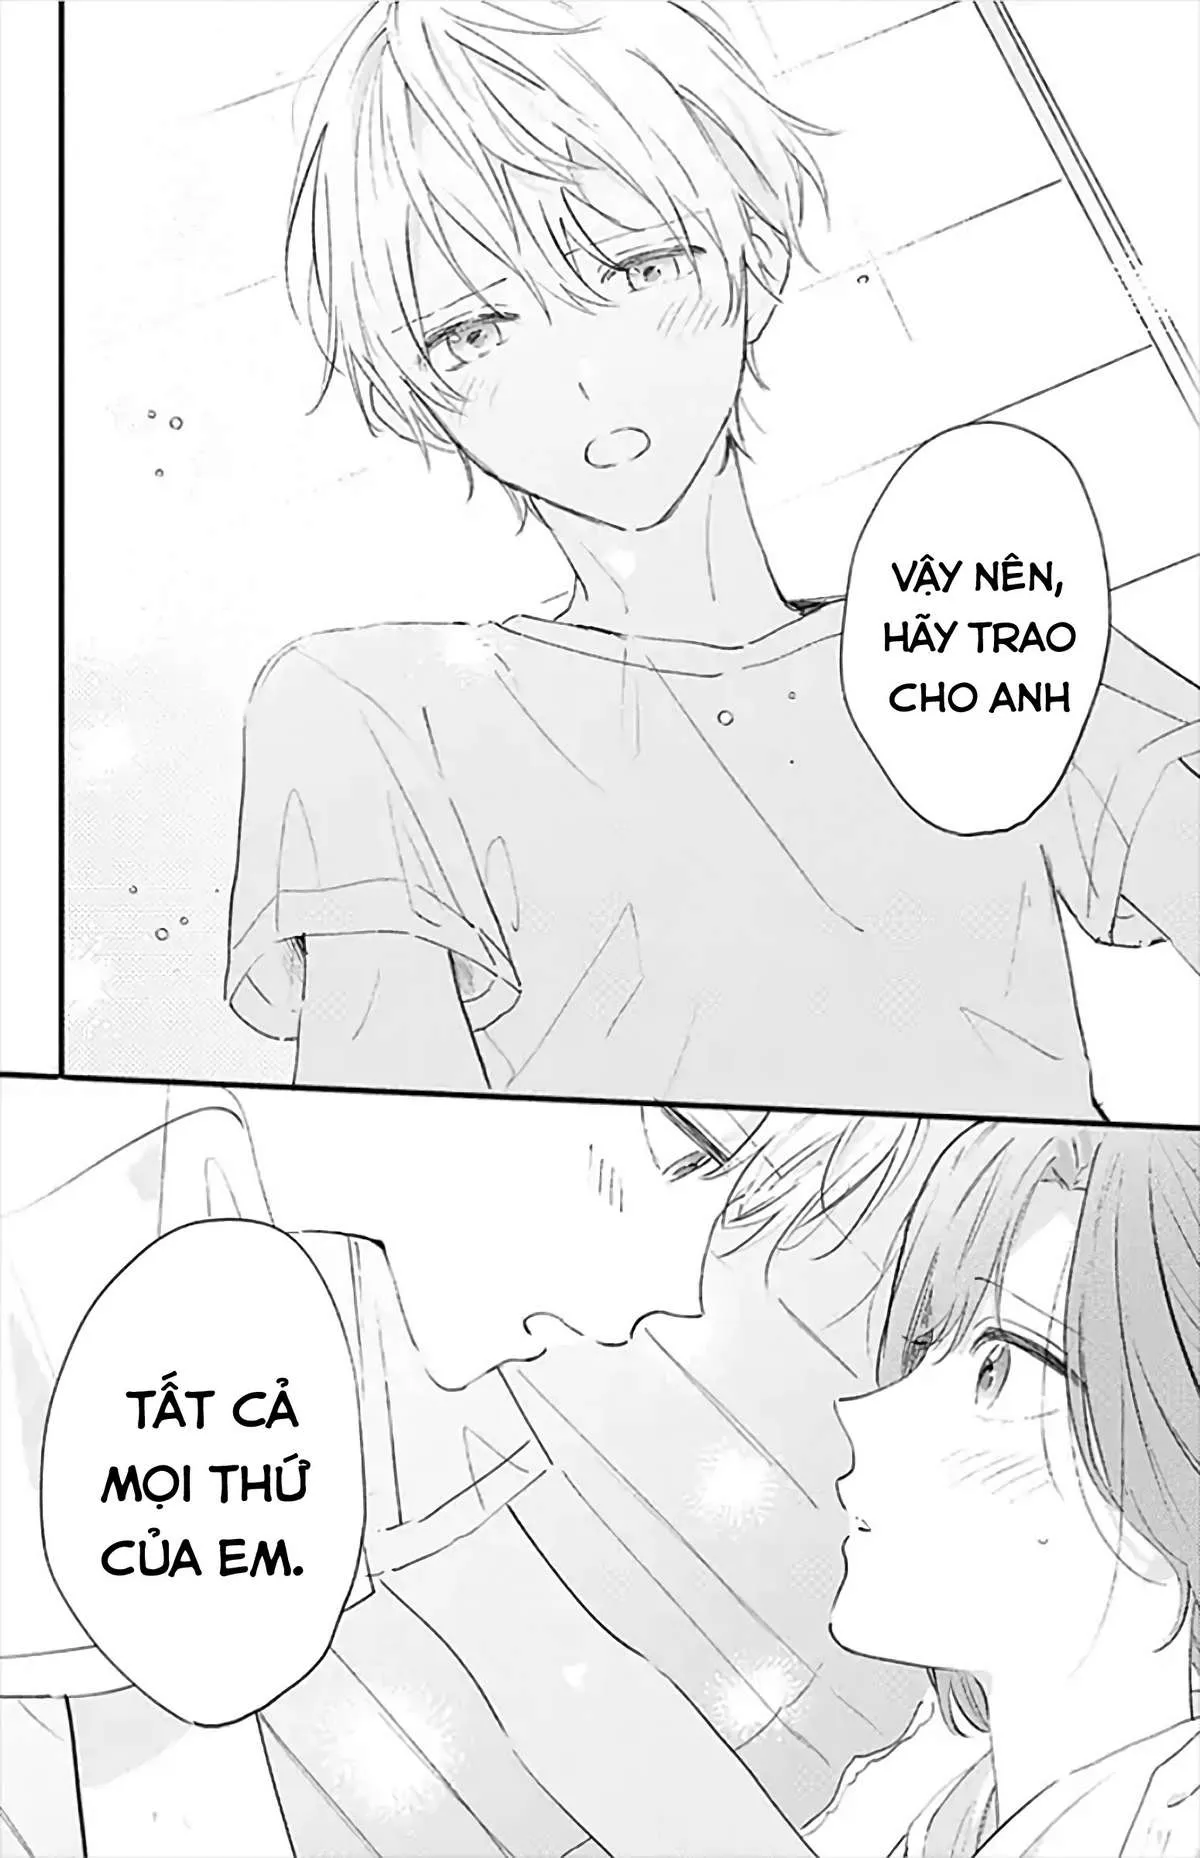 VẬY NÊN,
HÃY TRAO
CHO ANH
TẤT CẢ
MỌI THỨ
CỦA EM.